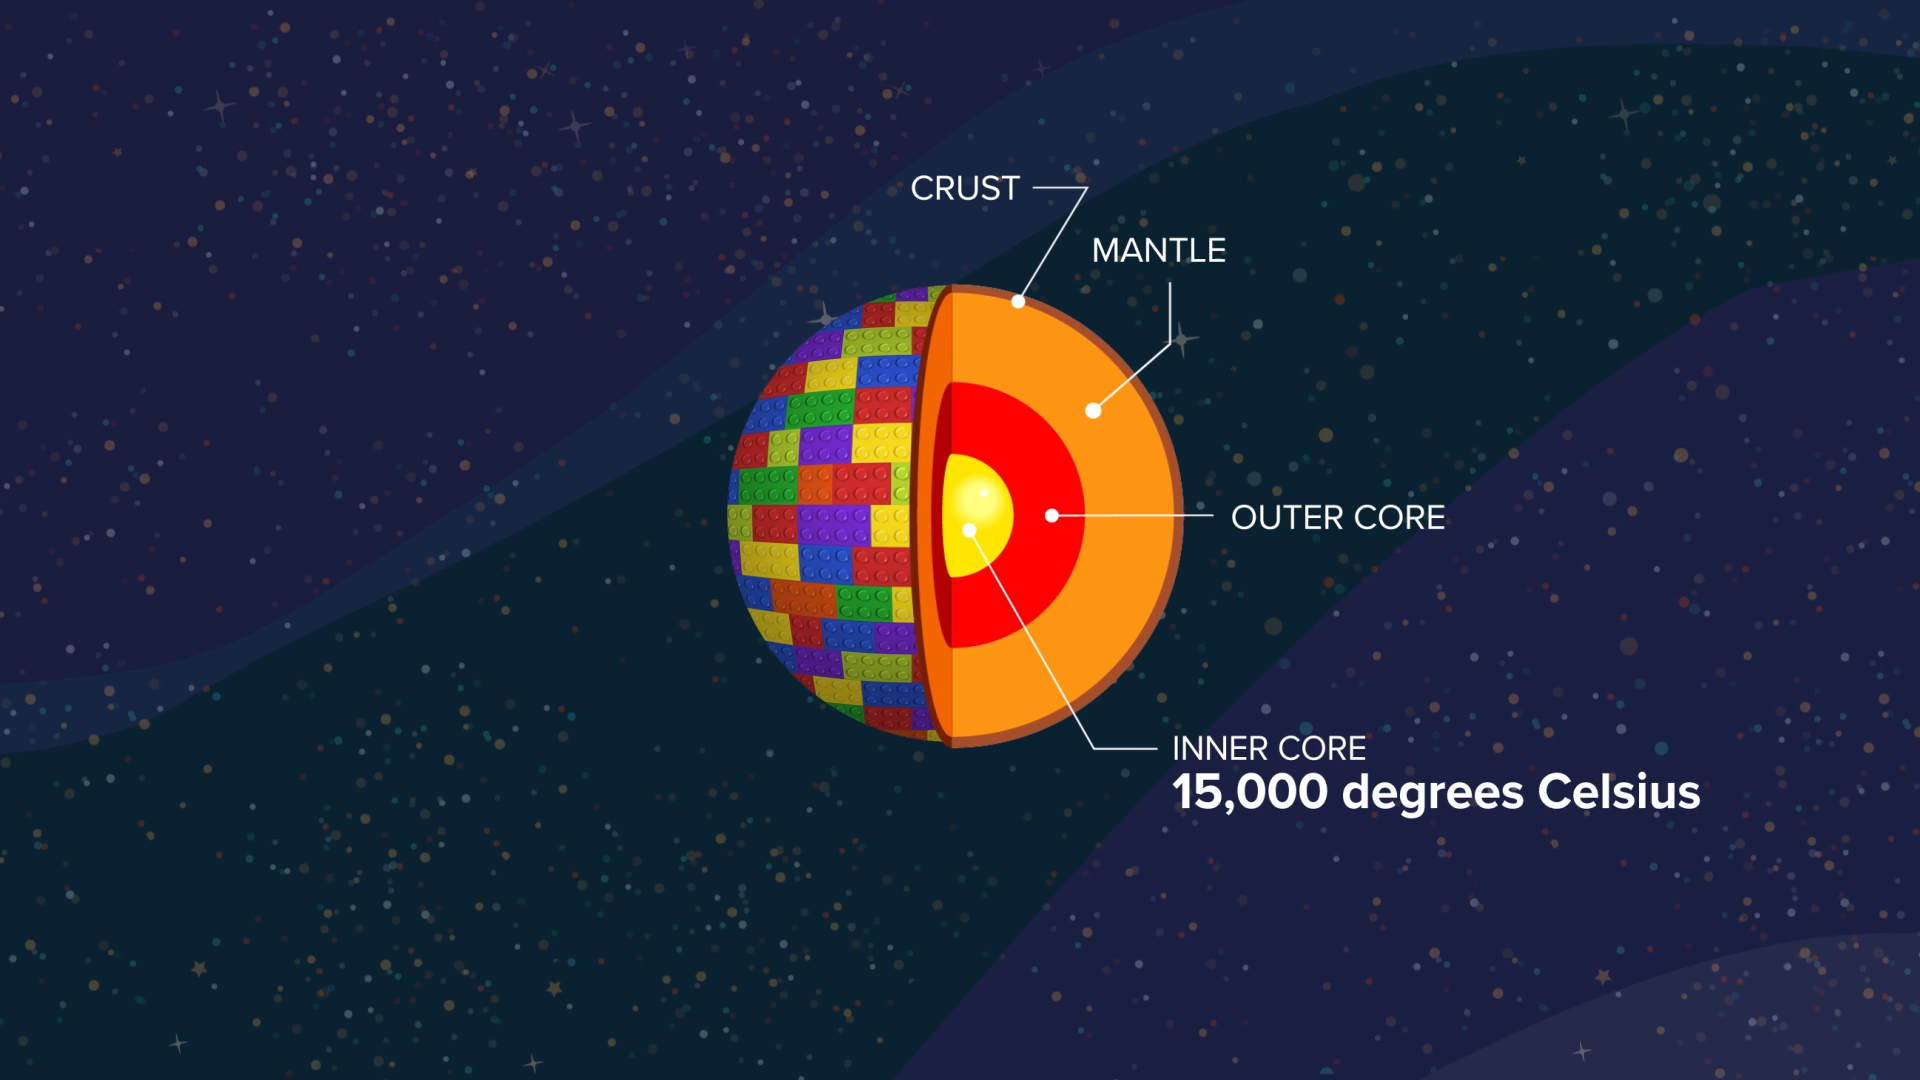 CRUST
MANTLE
OUTER CORE
INNER CORE
15,000 degrees Celsius